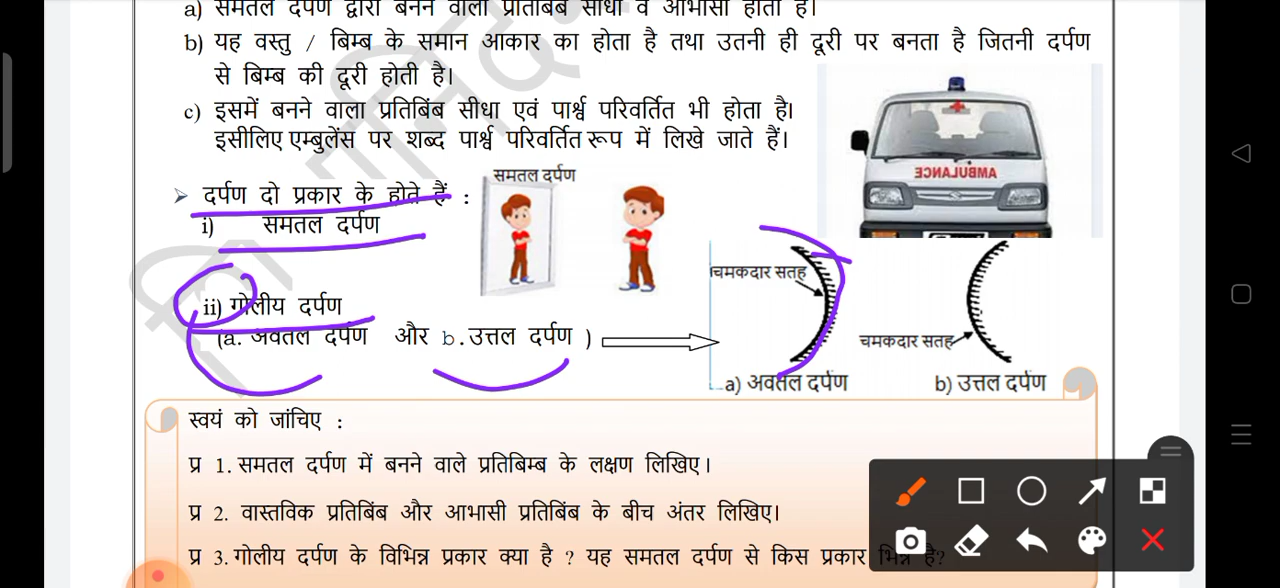 a) समतल दर्पण द्वारा बनने वाला प्रतिबिंब सीधा व आभासी होता है।
b) यह वस्तु / बिम्ब के समान आकार का होता है तथा उतनी ही दूरी पर बनता है जितनी दर्पण
से बिम्ब की दूरी होती है।
c) इसमें बनने वाला प्रतिबिंब सीधा एवं पार्श्व परिवर्तित भी होता है।
इसीलिए एम्बुलेंस पर शब्द पार्श्व परिवर्तित रूप में लिखे जाते हैं।
AMBULANCE
समतल दर्पण
➤ दर्पण दो प्रकार के होते हैं :
i) समतल दर्पण
चमकदार सतह
ii) गोलीय दर्पण
(a. अवतल दर्पण और b. उत्तल दर्पण )
चमकदार सतह
a) अवतल दर्पण
b) उत्तल दर्पण
स्वयं को जांचिए :
प्र 1. समतल दर्पण में बनने वाले प्रतिबिम्ब के लक्षण लिखिए।
प्र 2. वास्तविक प्रतिबिंब और आभासी प्रतिबिंब के बीच अंतर लिखिए।
प्र 3. गोलीय दर्पण के विभिन्न प्रकार क्या है ? यह समतल दर्पण से किस प्रकार भिन्न है?